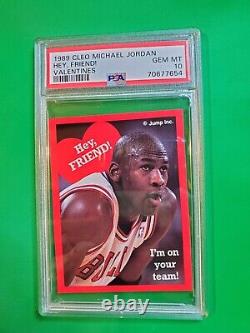 1989 CLEO MICHAEL JORDAN
HEY, FRIEND!
VALENTINES
GEM MT
10
PSA
70677654
© Jump Inc.
Hey,
FRIEND!
BULLS
I'm on
your
team!